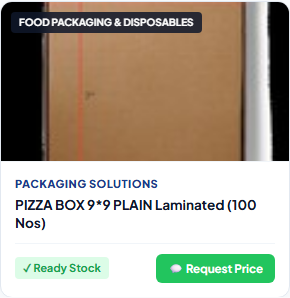 FOOD PACKAGING & DISPOSABLES
PACKAGING SOLUTIONS
PIZZA BOX 9*9 PLAIN Laminated (100
Nos)
✓ Ready Stock
Request Price